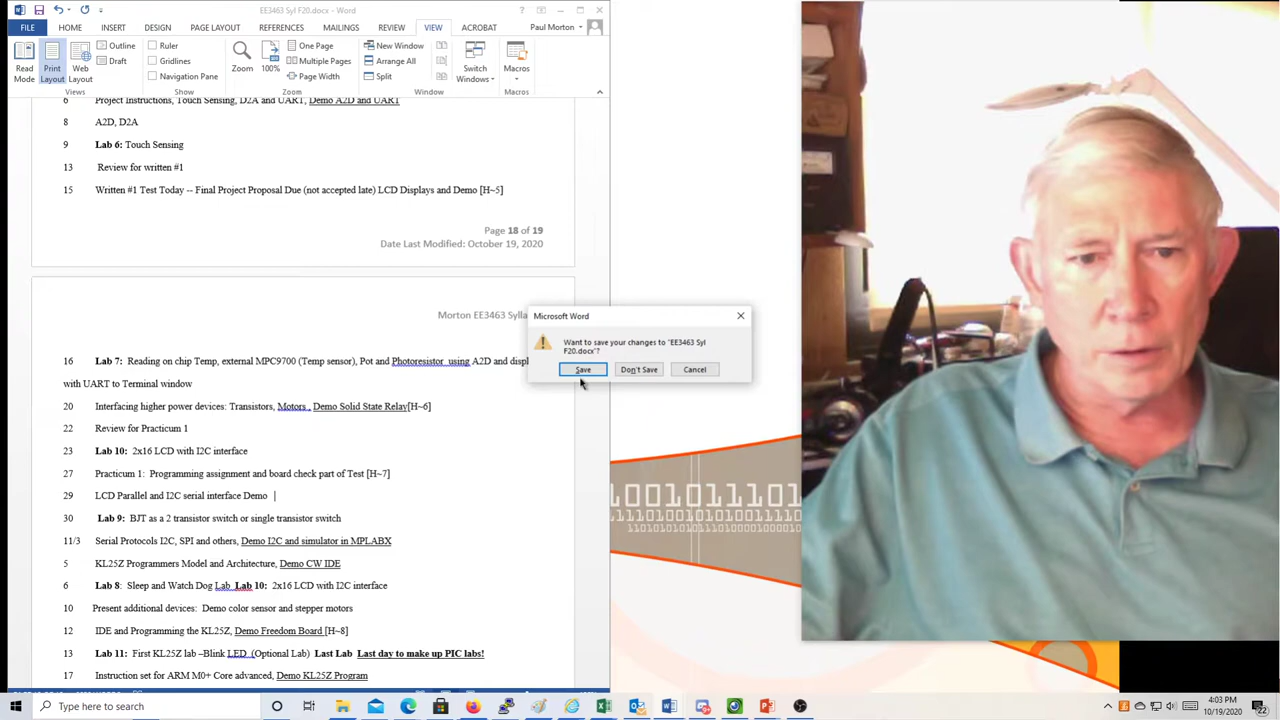 EE3463 Syl F20.docx - Word
FILE HOME INSERT DESIGN PAGE LAYOUT REFERENCES MAILINGS REVIEW VIEW ACROBAT Paul Morton
Read Mode
Print Layout
Web Layout
Outline
Draft
Views
Ruler
Gridlines
Navigation Pane
Show
Zoom
100%
One Page
Multiple Pages
Page Width
Zoom
New Window
Arrange All
Split
Switch Windows
Window
Macros
Macros
6 Project Instructions, Touch Sensing, D2A and UART, Demo A2D and UART
8 A2D, D2A
9 Lab 6: Touch Sensing
13 Review for written #1
15 Written #1 Test Today -- Final Project Proposal Due (not accepted late) LCD Displays and Demo [H~5]
Page 18 of 19
Date Last Modified: October 19, 2020
Morton EE3463 Sylla
16 Lab 7: Reading on chip Temp, external MPC9700 (Temp sensor), Pot and Photoresistor using A2D and displ
with UART to Terminal window
20 Interfacing higher power devices: Transistors, Motors , Demo Solid State Relay[H~6]
22 Review for Practicum 1
23 Lab 10: 2x16 LCD with I2C interface
27 Practicum 1: Programming assignment and board check part of Test [H~7]
29 LCD Parallel and I2C serial interface Demo
30 Lab 9: BJT as a 2 transistor switch or single transistor switch
11/3 Serial Protocols I2C, SPI and others, Demo I2C and simulator in MPLABX
5 KL25Z Programmers Model and Architecture, Demo CW IDE
6 Lab 8: Sleep and Watch Dog Lab Lab 10: 2x16 LCD with I2C interface
10 Present additional devices: Demo color sensor and stepper motors
12 IDE and Programming the KL25Z, Demo Freedom Board [H~8]
13 Lab 11: First KL25Z lab –Blink LED (Optional Lab) Last Lab Last day to make up PIC labs!
17 Instruction set for ARM M0+ Core advanced, Demo KL25Z Program
Microsoft Word
Want to save your changes to "EE3463 Syl
F20.docx"?
Save Don't Save Cancel
Type here to search
4:03 PM
10/19/2020
22